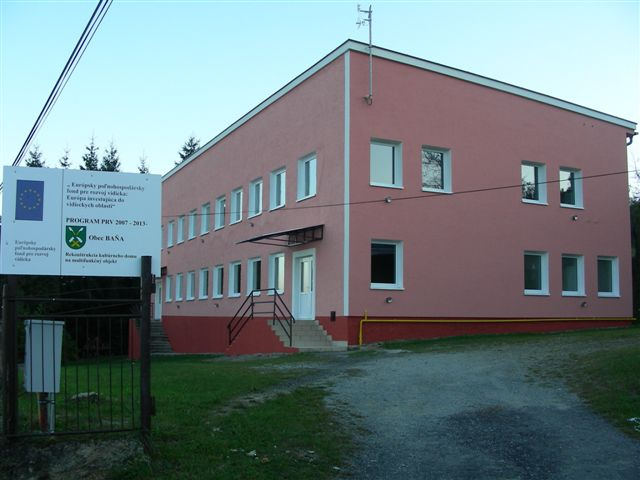 „ Európsky poľnohospodársky
fond pre rozvoj vidieka:
Európa investujúca do
vidieckych oblastí"
PROGRAM PRV 2007 - 2013
Obec BAŇA
Európsky
poľnohospodársky
fond pre rozvoj
vidieka
Rekonštrukcia kultúrneho domu
na multifunkčný objekt